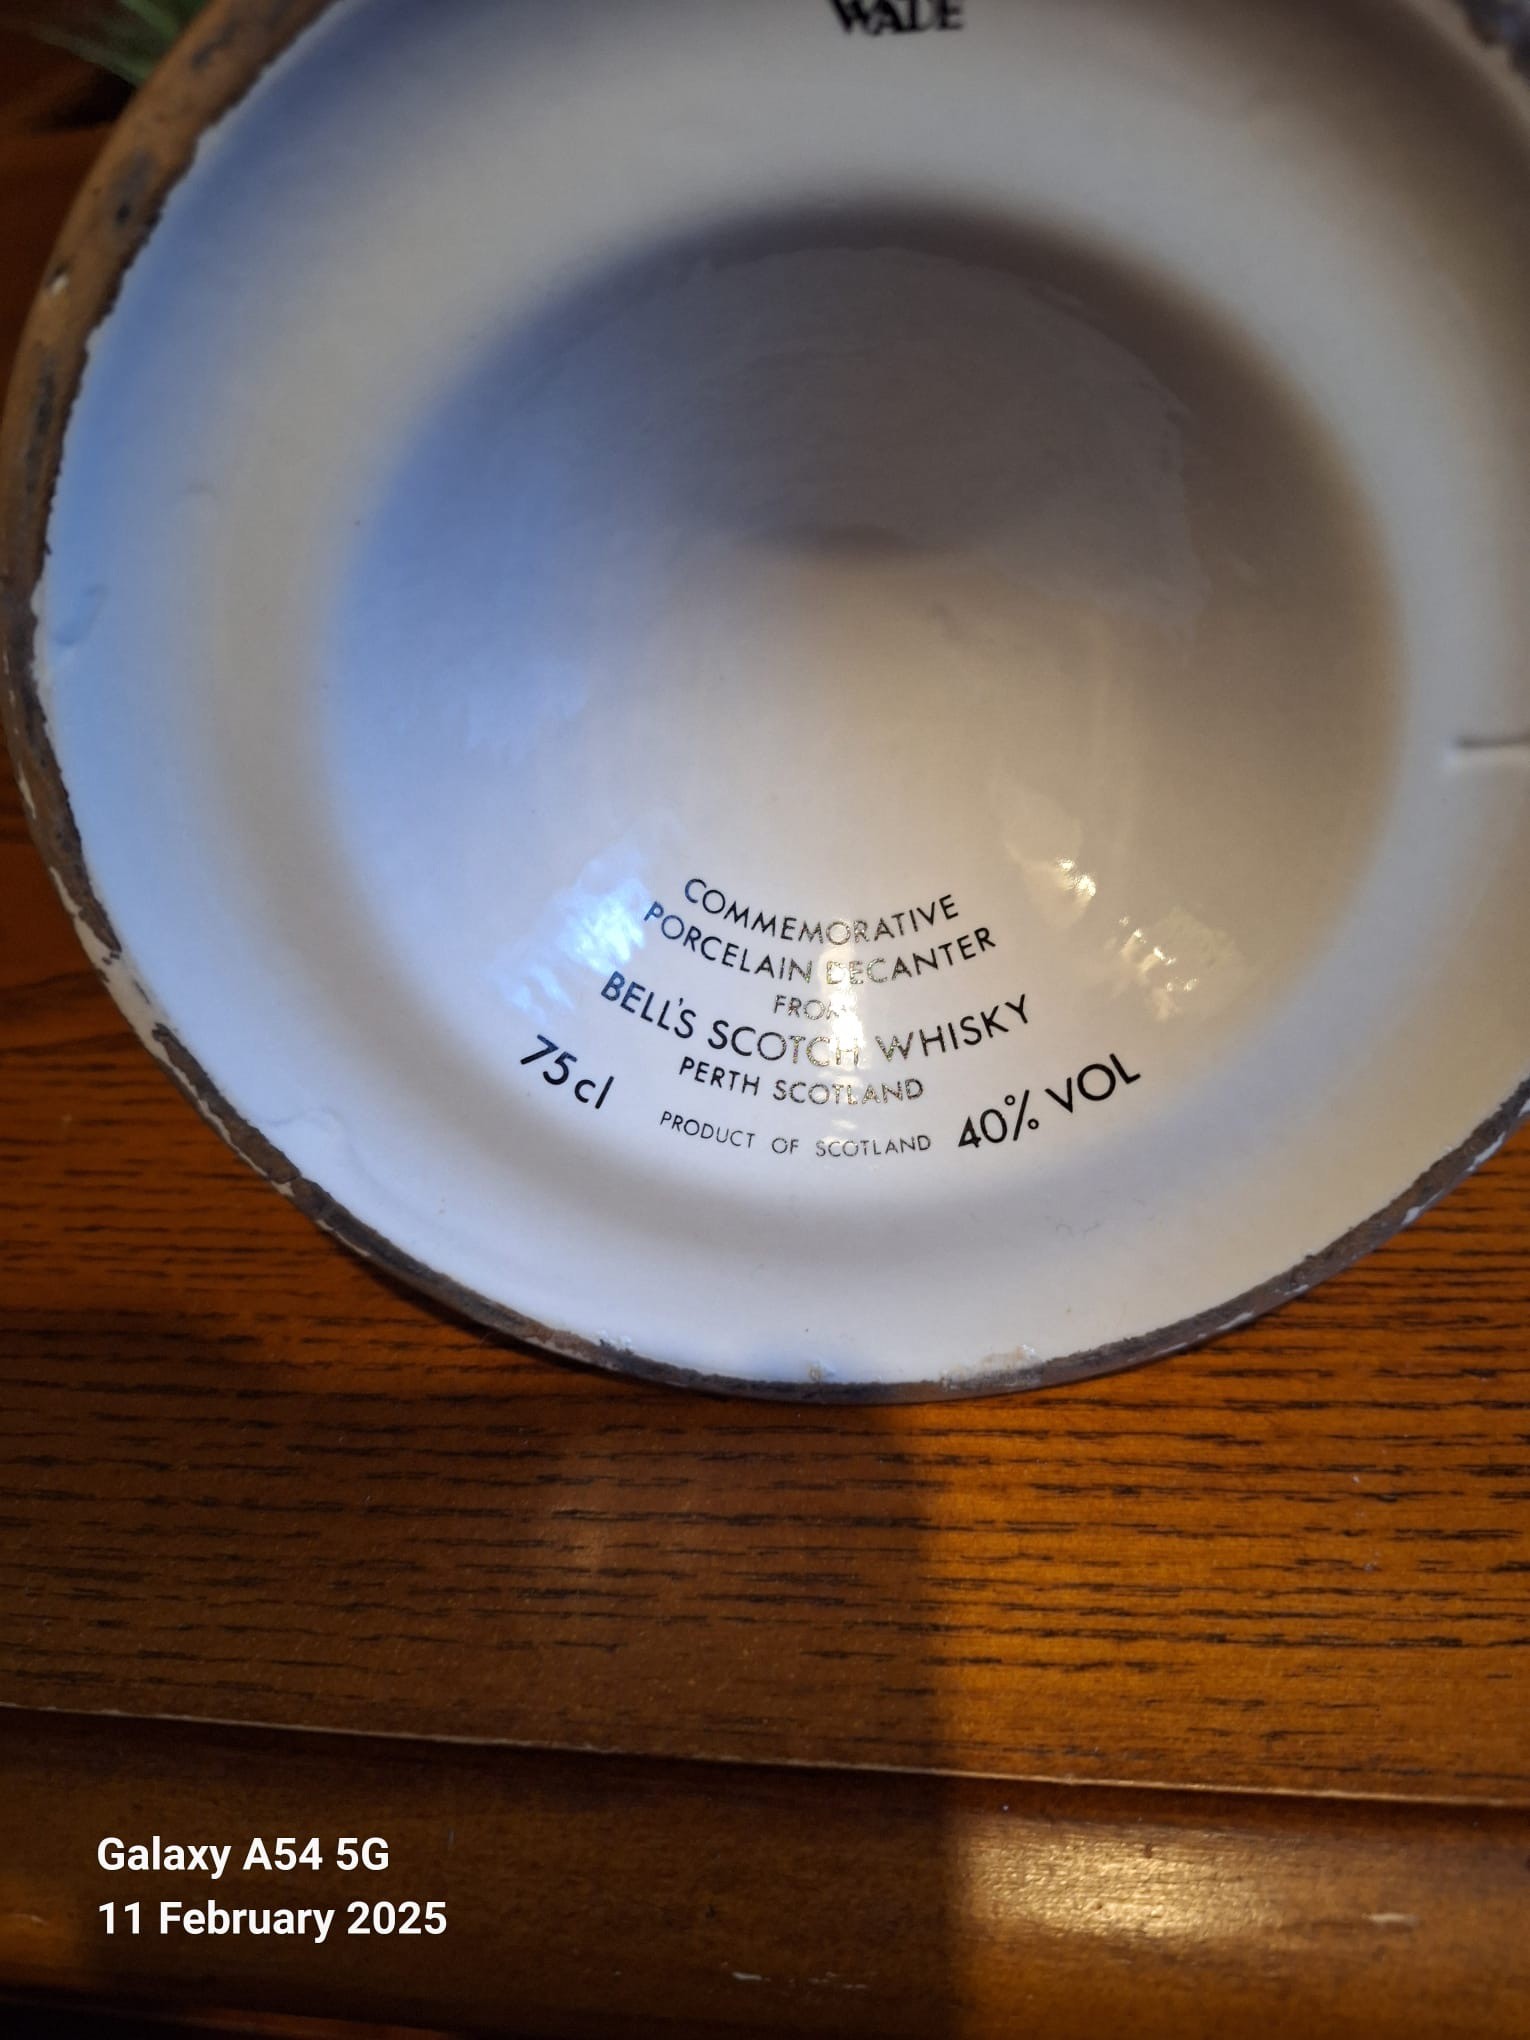 WADE
COMMEMORATIVE
PORCELAIN DECANTER
FROM
BELL'S SCOTCH WHISKY
PERTH SCOTLAND
75cl PRODUCT OF SCOTLAND 40% VOL
Galaxy A54 5G
11 February 2025